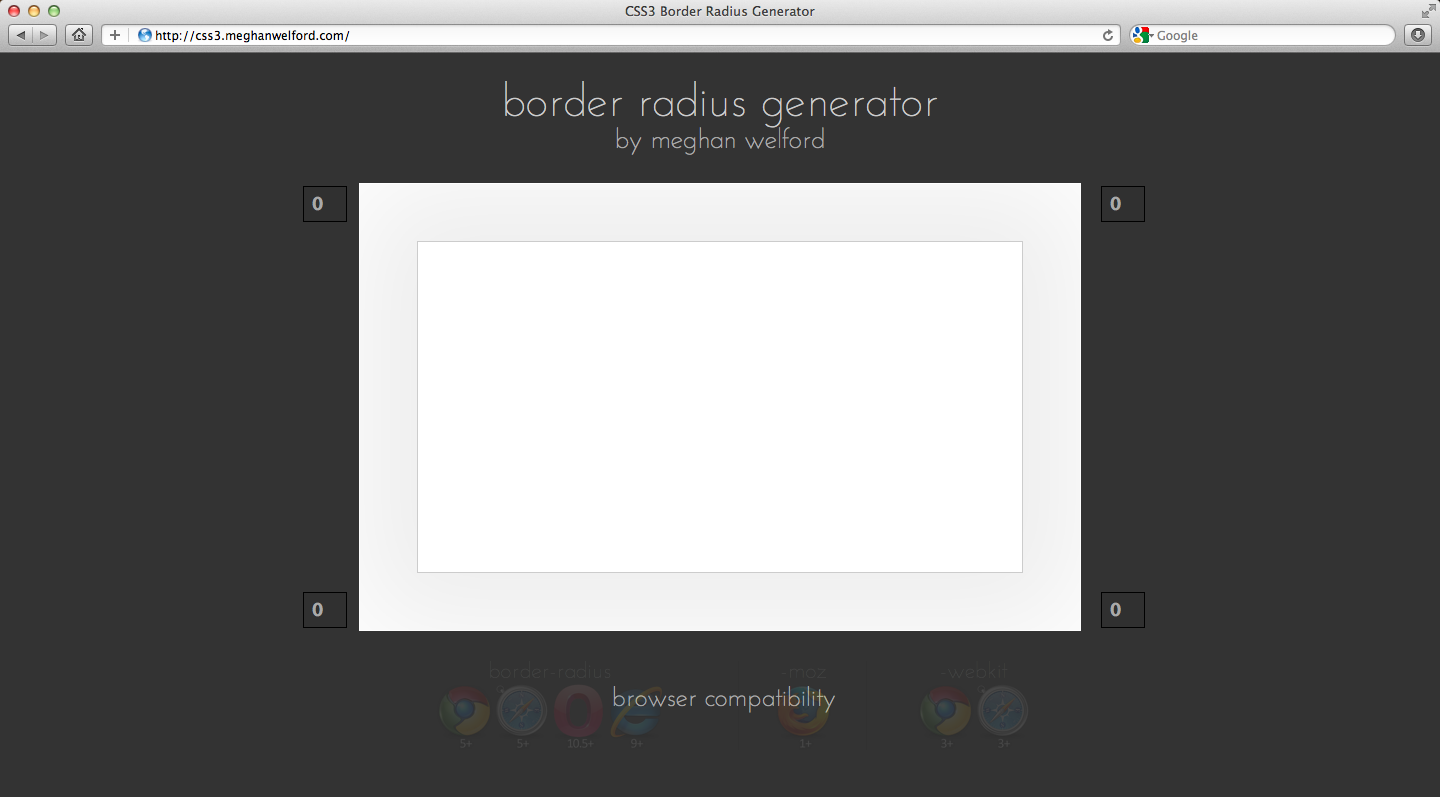 CSS3 Border Radius Generator
http://css3.meghanwelford.com/
Google
border radius generator
by meghan welford
0
0
0
0
border-radius
-moz
-webkit
browser compatibility
5+
5+
10.5+
9+
1+
3+
3+